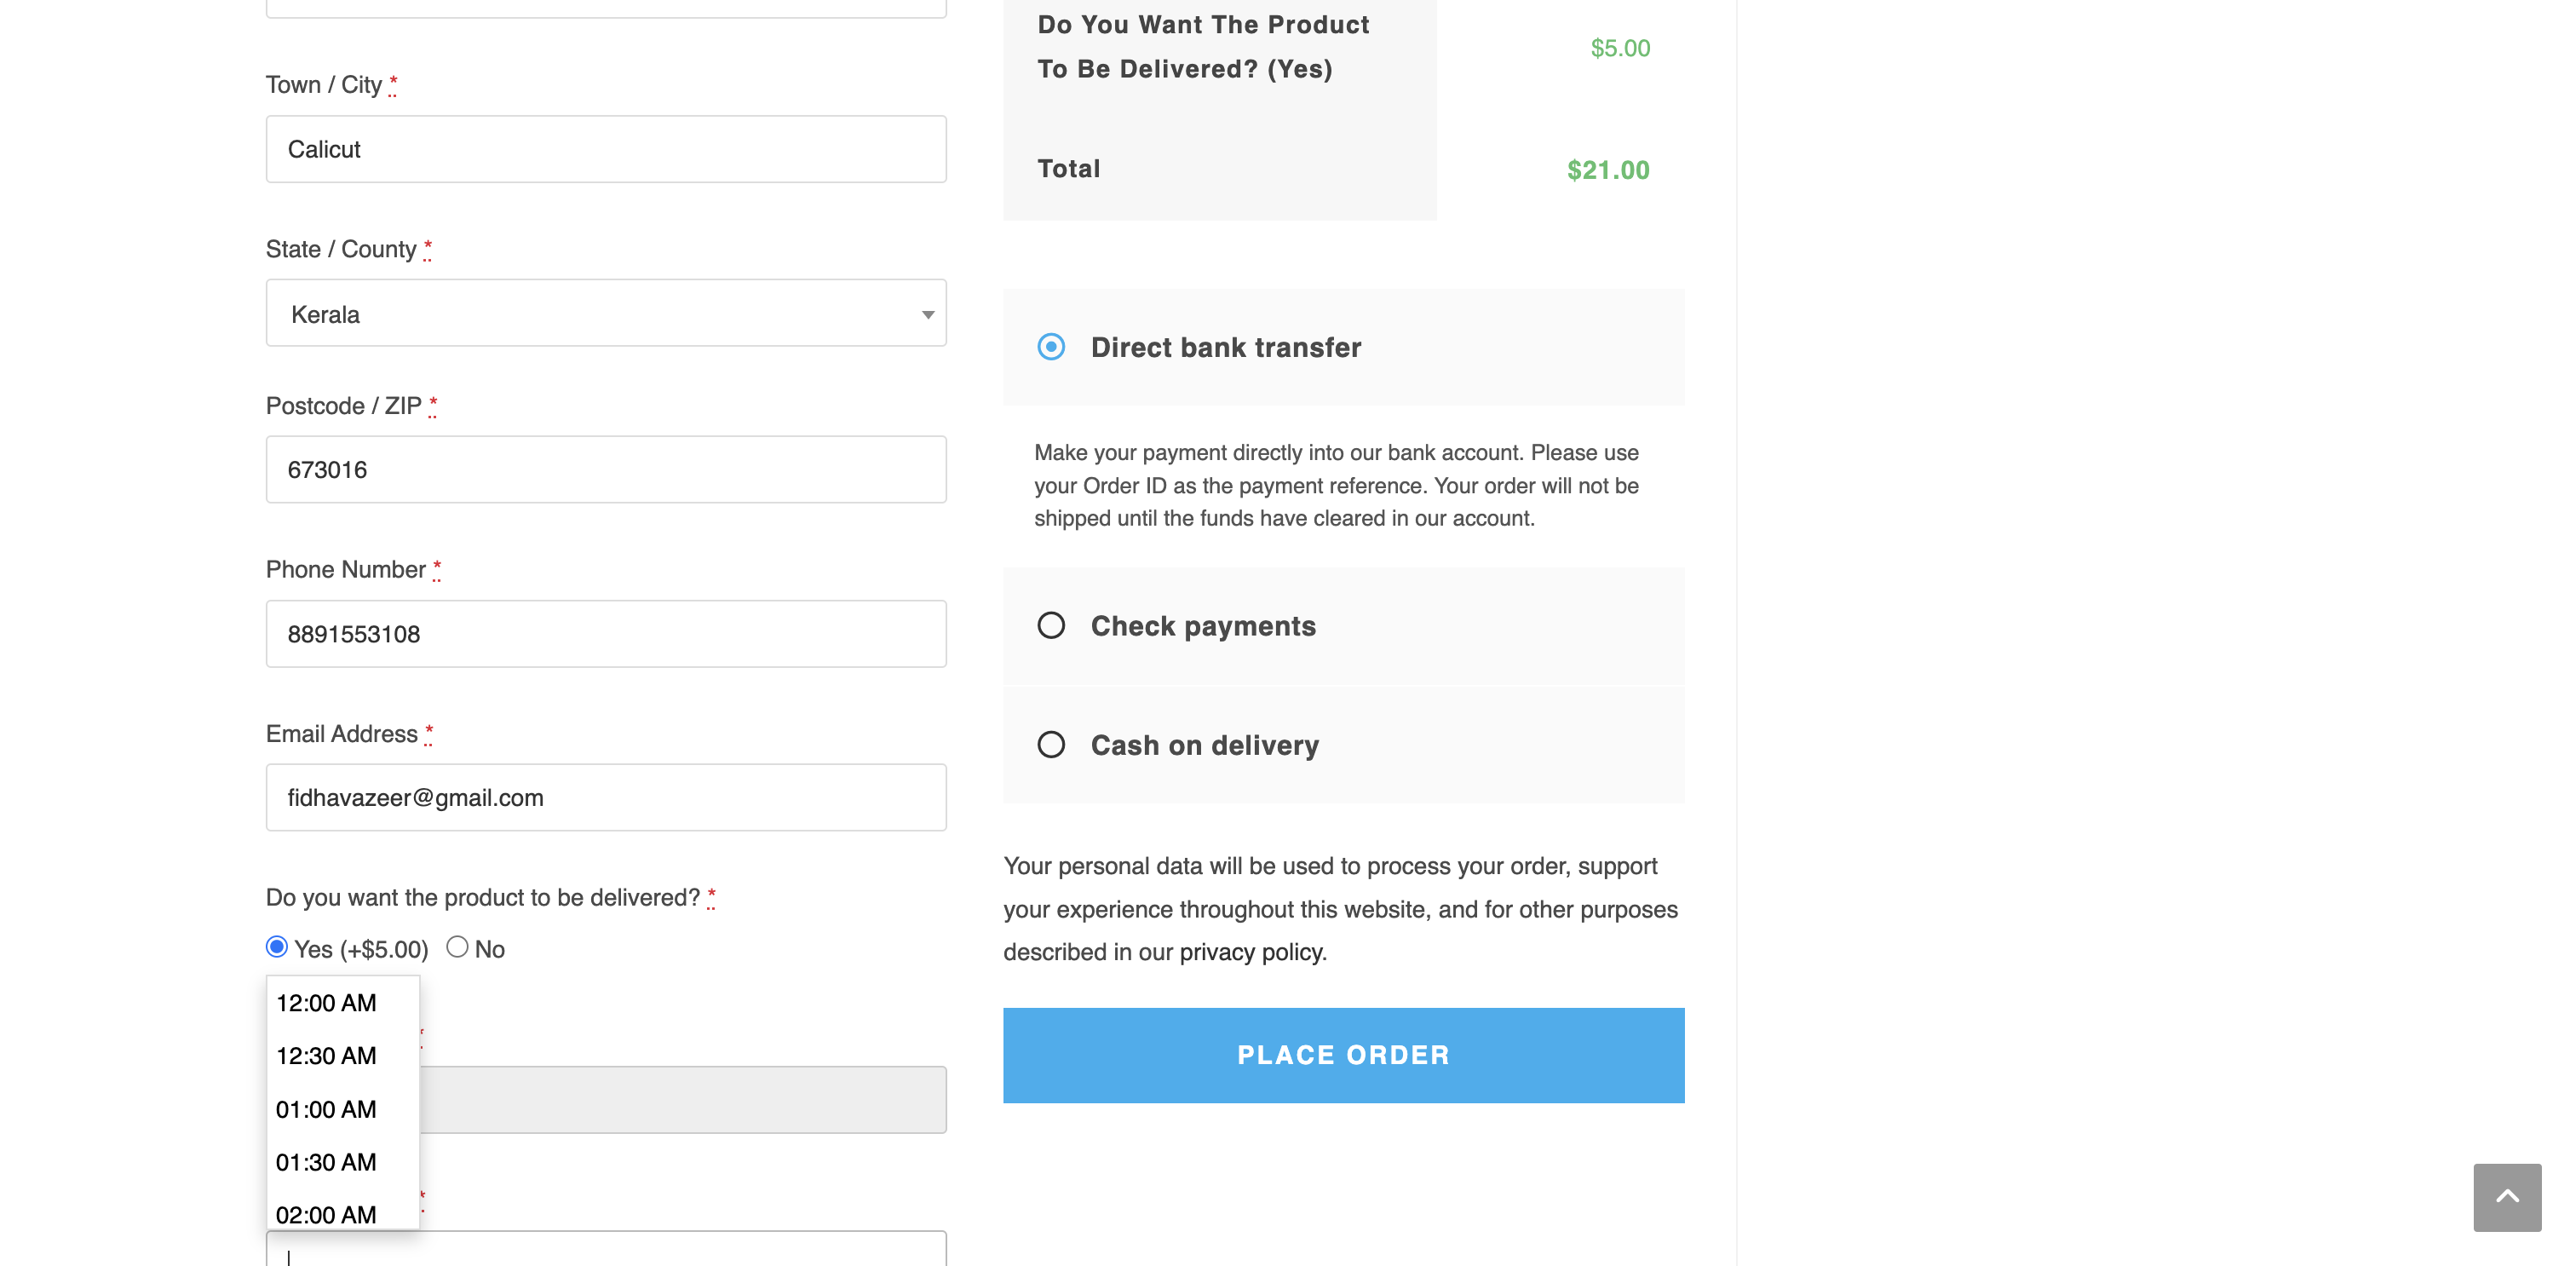 Town / City *
Calicut
State / County *
Kerala
Postcode / ZIP *
673016
Phone Number *
8891553108
Email Address *
fidhavazeer@gmail.com
Do you want the product to be delivered? *
Yes (+$5.00) No
12:00 AM
12:30 AM
01:00 AM
01:30 AM
02:00 AM
*
*
Do You Want The Product
To Be Delivered? (Yes)
$5.00
Total
$21.00
Direct bank transfer
Make your payment directly into our bank account. Please use
your Order ID as the payment reference. Your order will not be
shipped until the funds have cleared in our account.
Check payments
Cash on delivery
Your personal data will be used to process your order, support
your experience throughout this website, and for other purposes
described in our privacy policy.
PLACE ORDER